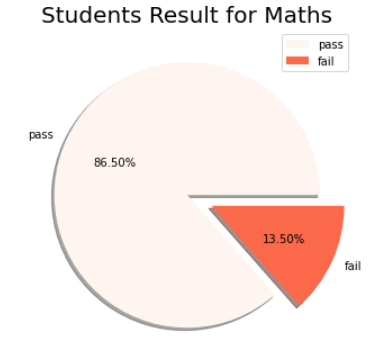 Students Result for Maths
pass
fail
pass
86.50%
13.50%
fail